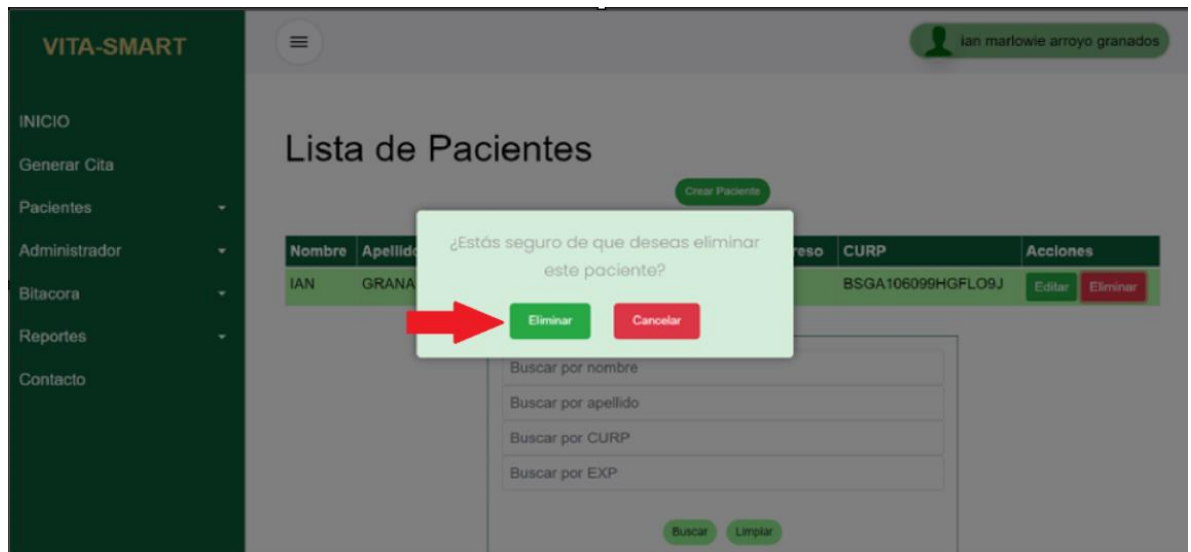 VITA-SMART
ian marlowie arroyo granados
INICIO
Generar Cita
Pacientes
Administrador
Bitacora
Reportes
Contacto
Lista de Pacientes
Crear Paciente
Nombre Apellido reso CURP Acciones
IAN GRANA BSGA106099HGFLO9J Editar Eliminar
¿Estás seguro de que deseas eliminar
este paciente?
Eliminar Cancelar
Buscar por nombre
Buscar por apellido
Buscar por CURP
Buscar por EXP
Buscar Limpiar